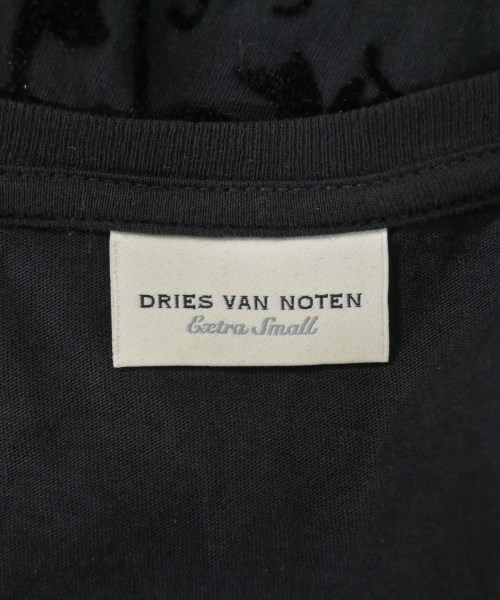 DRIES VAN NOTEN
Extra Small